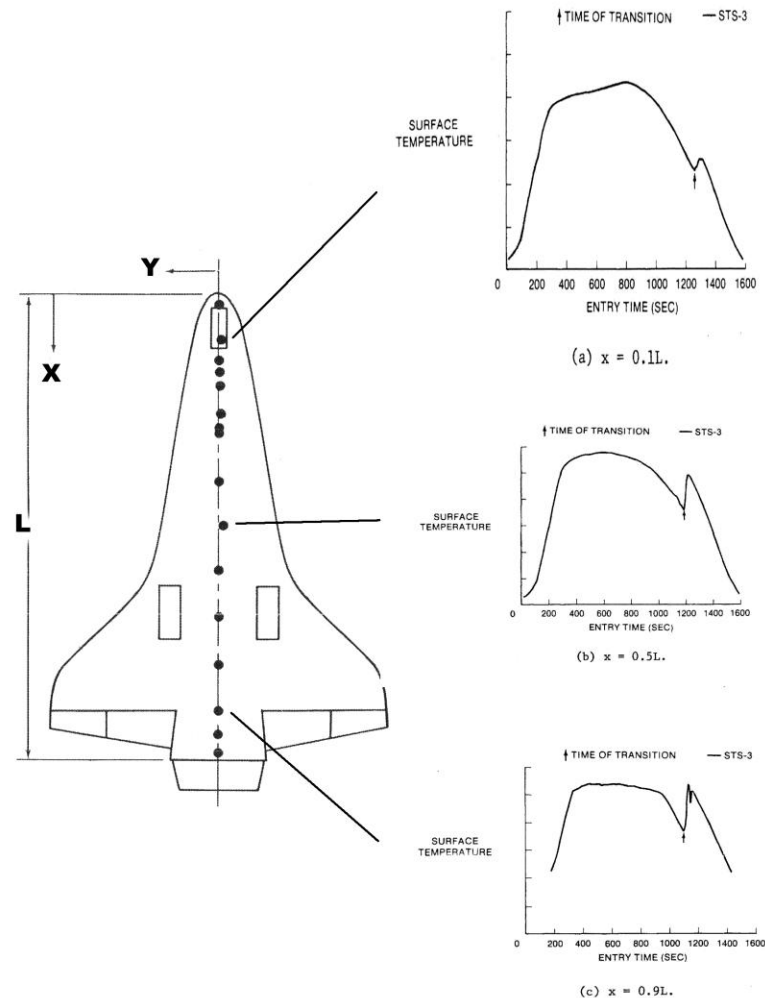 ↑ TIME OF TRANSITION — STS-3
SURFACE
TEMPERATURE
0 200 400 600 800 1000 1200 1400 1600
ENTRY TIME (SEC)
(a) x = 0.1L.
Y
X
L
↑ TIME OF TRANSITION — STS-3
SURFACE
TEMPERATURE
0 200 400 600 800 1000 1200 1400 1600
ENTRY TIME (SEC)
(b) x = 0.5L.
↑ TIME OF TRANSITION — STS-3
SURFACE
TEMPERATURE
0 200 400 600 800 1000 1200 1400 1600
ENTRY TIME (SEC)
(c) x = 0.9L.